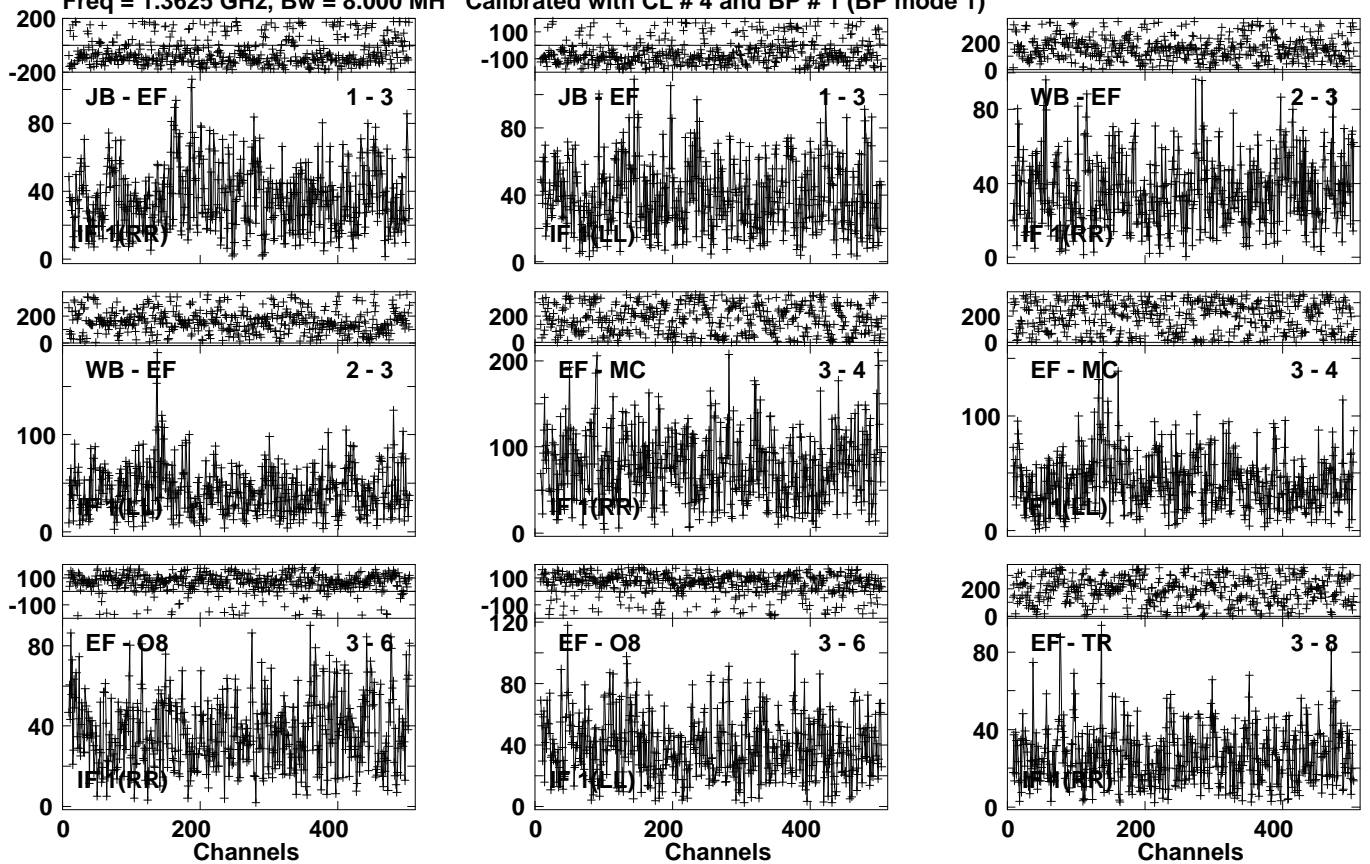 Freq = 1.3625 GHz, Bw = 8.000 MH Calibrated with CL # 4 and BP # 1 (BP mode 1)
200
-200
JB - EF 1 - 3
80
40
0
IF 1(RR)
100
-100
JB - EF 1 - 3
120
80
40
0
IF 1(LL)
200
0
WB - EF 2 - 3
80
40
0
IF 1(RR)
200
0
WB - EF 2 - 3
100
0
IF 1(LL)
200
0
EF - MC 3 - 4
200
100
0
IF 1(RR)
200
0
EF - MC 3 - 4
100
0
IF 1(LL)
100
-100
EF - O8 3 - 6
80
40
0
IF 1(RR)
0 200 400
Channels
100
-100
120
EF - O8 3 - 6
80
40
0
IF 1(LL)
0 200 400
Channels
200
0
EF - TR 3 - 8
80
40
0
IF 1(RR)
0 200 400
Channels